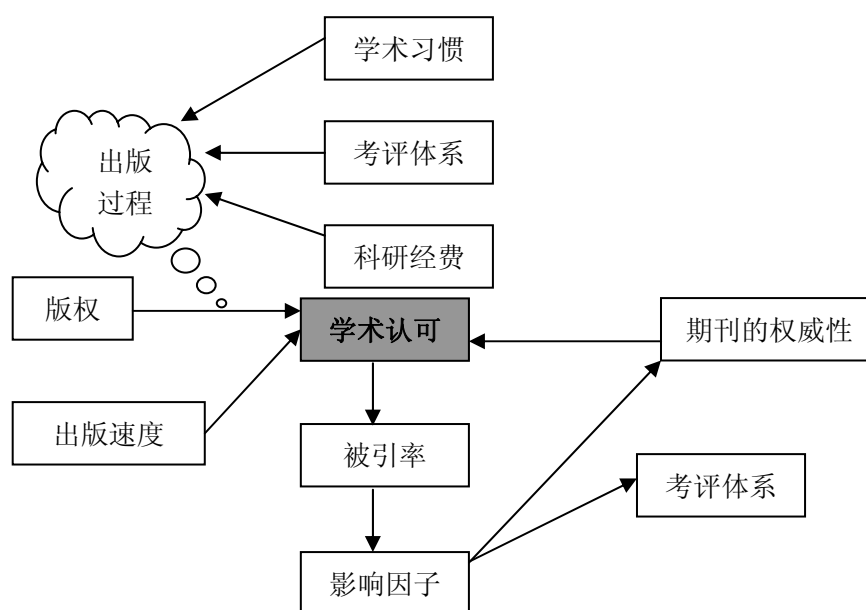 学术习惯
出版
过程
考评体系
科研经费
版权
学术认可
期刊的权威性
出版速度
被引率
考评体系
影响因子